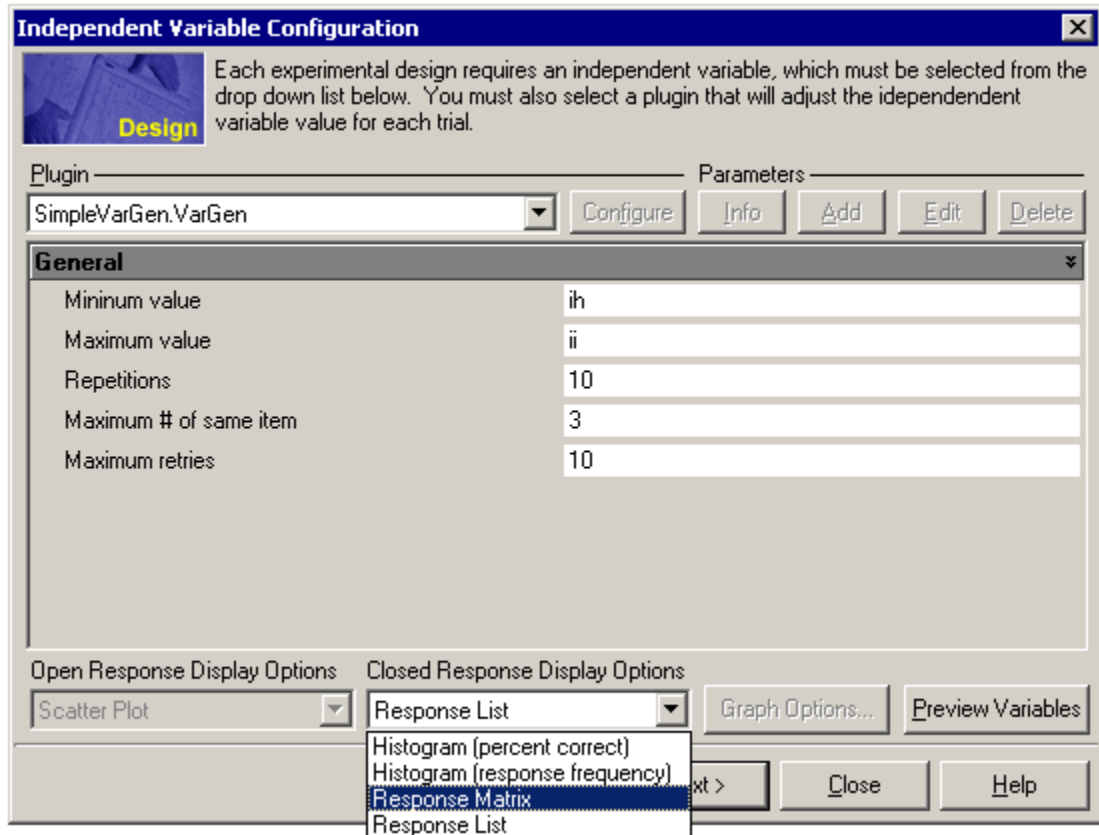 Independent Variable Configuration
Each experimental design requires an independent variable, which must be selected from the
drop down list below. You must also select a plugin that will adjust the idependendent
variable value for each trial.
Design
Plugin
Parameters
SimpleVarGen.VarGen
Configure
Info
Add
Edit
Delete
General
Mininum value
ih
Maximum value
ii
Repetitions
10
Maximum # of same item
3
Maximum retries
10
Open Response Display Options
Closed Response Display Options
Scatter Plot
Response List
Graph Options...
Preview Variables
Histogram (percent correct)
Histogram (response frequency)
Response Matrix
Response List
xt >
Close
Help